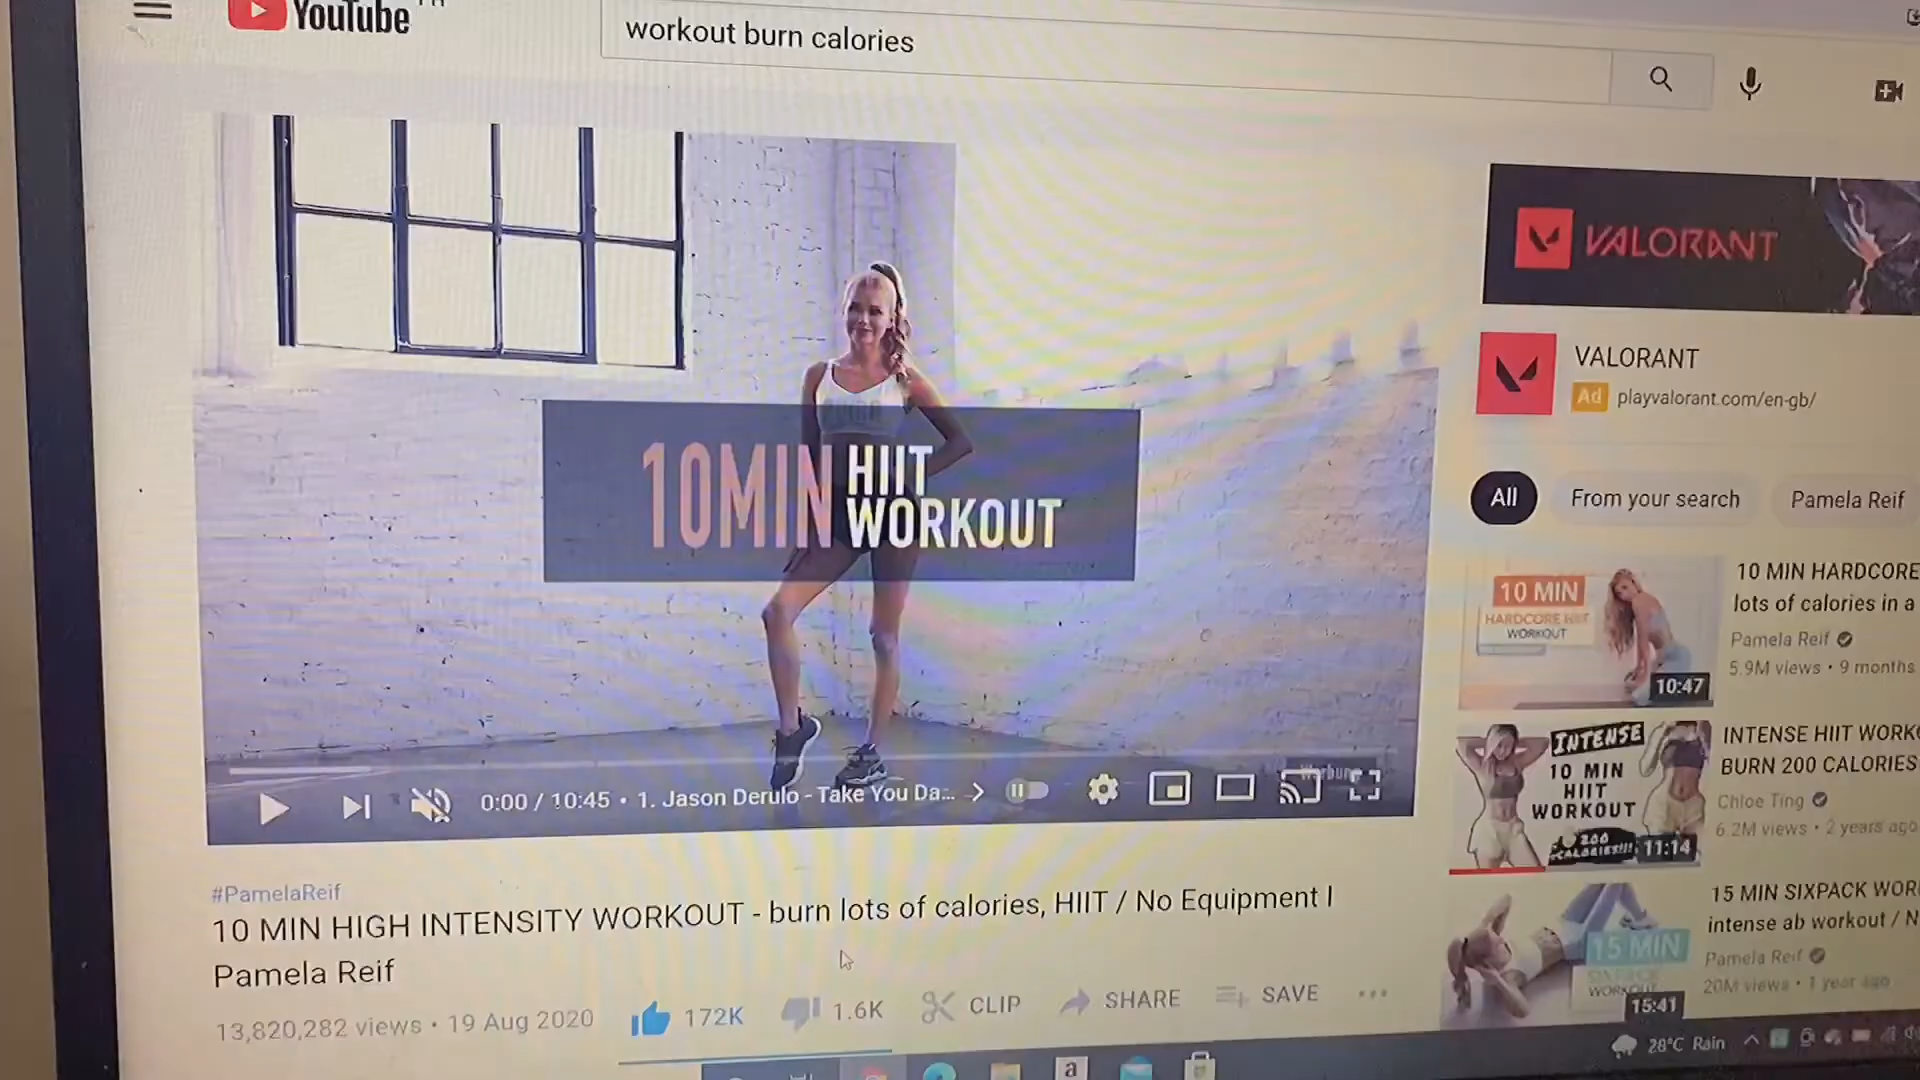 YouTube
workout burn calories
VALORANT
VALORANT
Ad playvalorant.com/en-gb/
All From your search Pamela Reif
10MIN HIIT
WORKOUT
0:00 / 10:45 • 1. Jason Derulo - Take You Da... >
#PamelaReif
10 MIN HIGH INTENSITY WORKOUT - burn lots of calories, HIIT / No Equipment I
Pamela Reif
13,820,282 views • 19 Aug 2020
172K 1.6K CLIP SHARE SAVE ...
10 MIN
HARDCORE HIIT
WORKOUT
10:47
10 MIN HARDCORE
lots of calories in a
Pamela Reif
5.9M views • 9 months
INTENSE
10 MIN
HIIT
WORKOUT
200
CALORIES!!!
11:14
INTENSE HIIT WORK
BURN 200 CALORIES
Chloe Ting
6.2M views • 2 years ago
15 MIN
WORKOUT
15:41
15 MIN SIXPACK WOR
intense ab workout / N
Pamela Reif
20M views • 1 year ago
28°C Rain